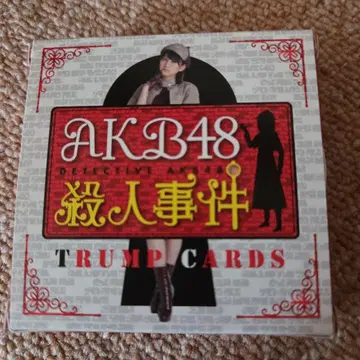 AKB48
DETECTIVE AKB48
殺人事件
TRUMP CARDS